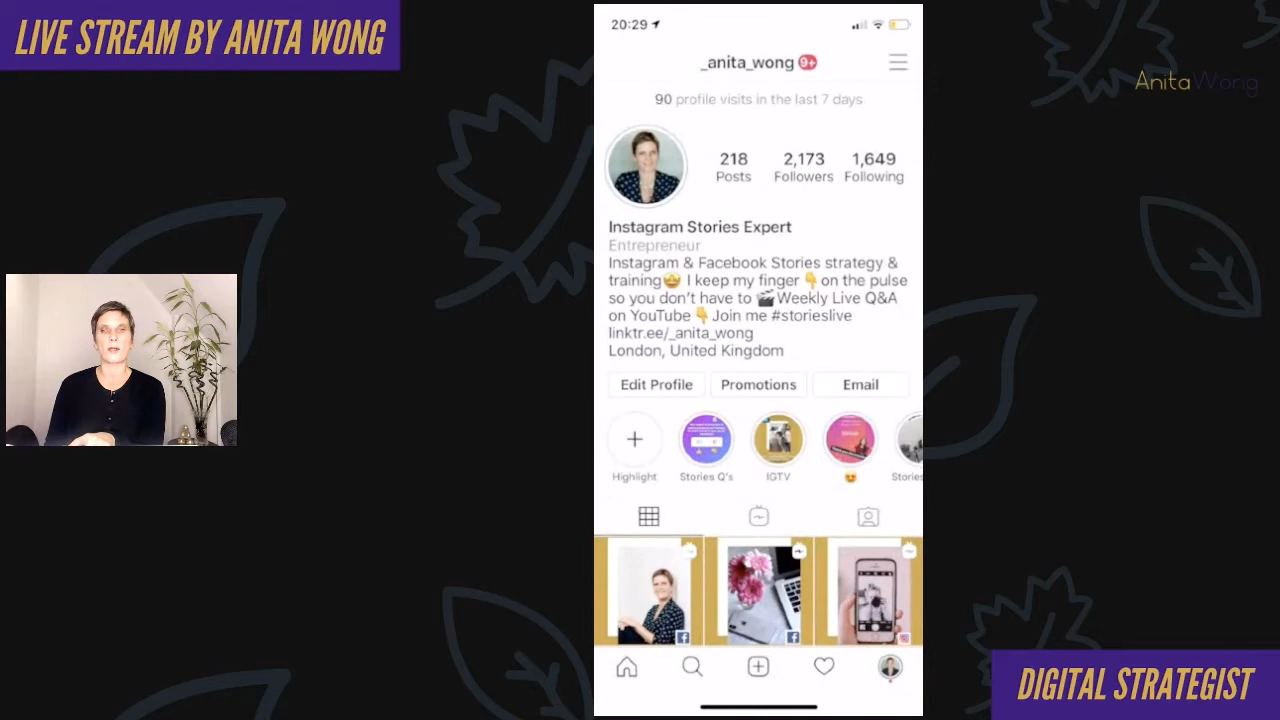 LIVE STREAM BY ANITA WONG
20:29
_anita_wong 9+
AnitaWong
90 profile visits in the last 7 days
218 2,173 1,649
Posts Followers Following
Instagram Stories Expert
Entrepreneur
Instagram & Facebook Stories strategy &
training🤩 I keep my finger👇on the pulse
so you don't have to 🎬Weekly Live Q&A
on YouTube👇Join me #storieslive
linktr.ee/_anita_wong
London, United Kingdom
Edit Profile Promotions Email
Highlight Stories Q's IGTV 😍 Stories
DIGITAL STRATEGIST